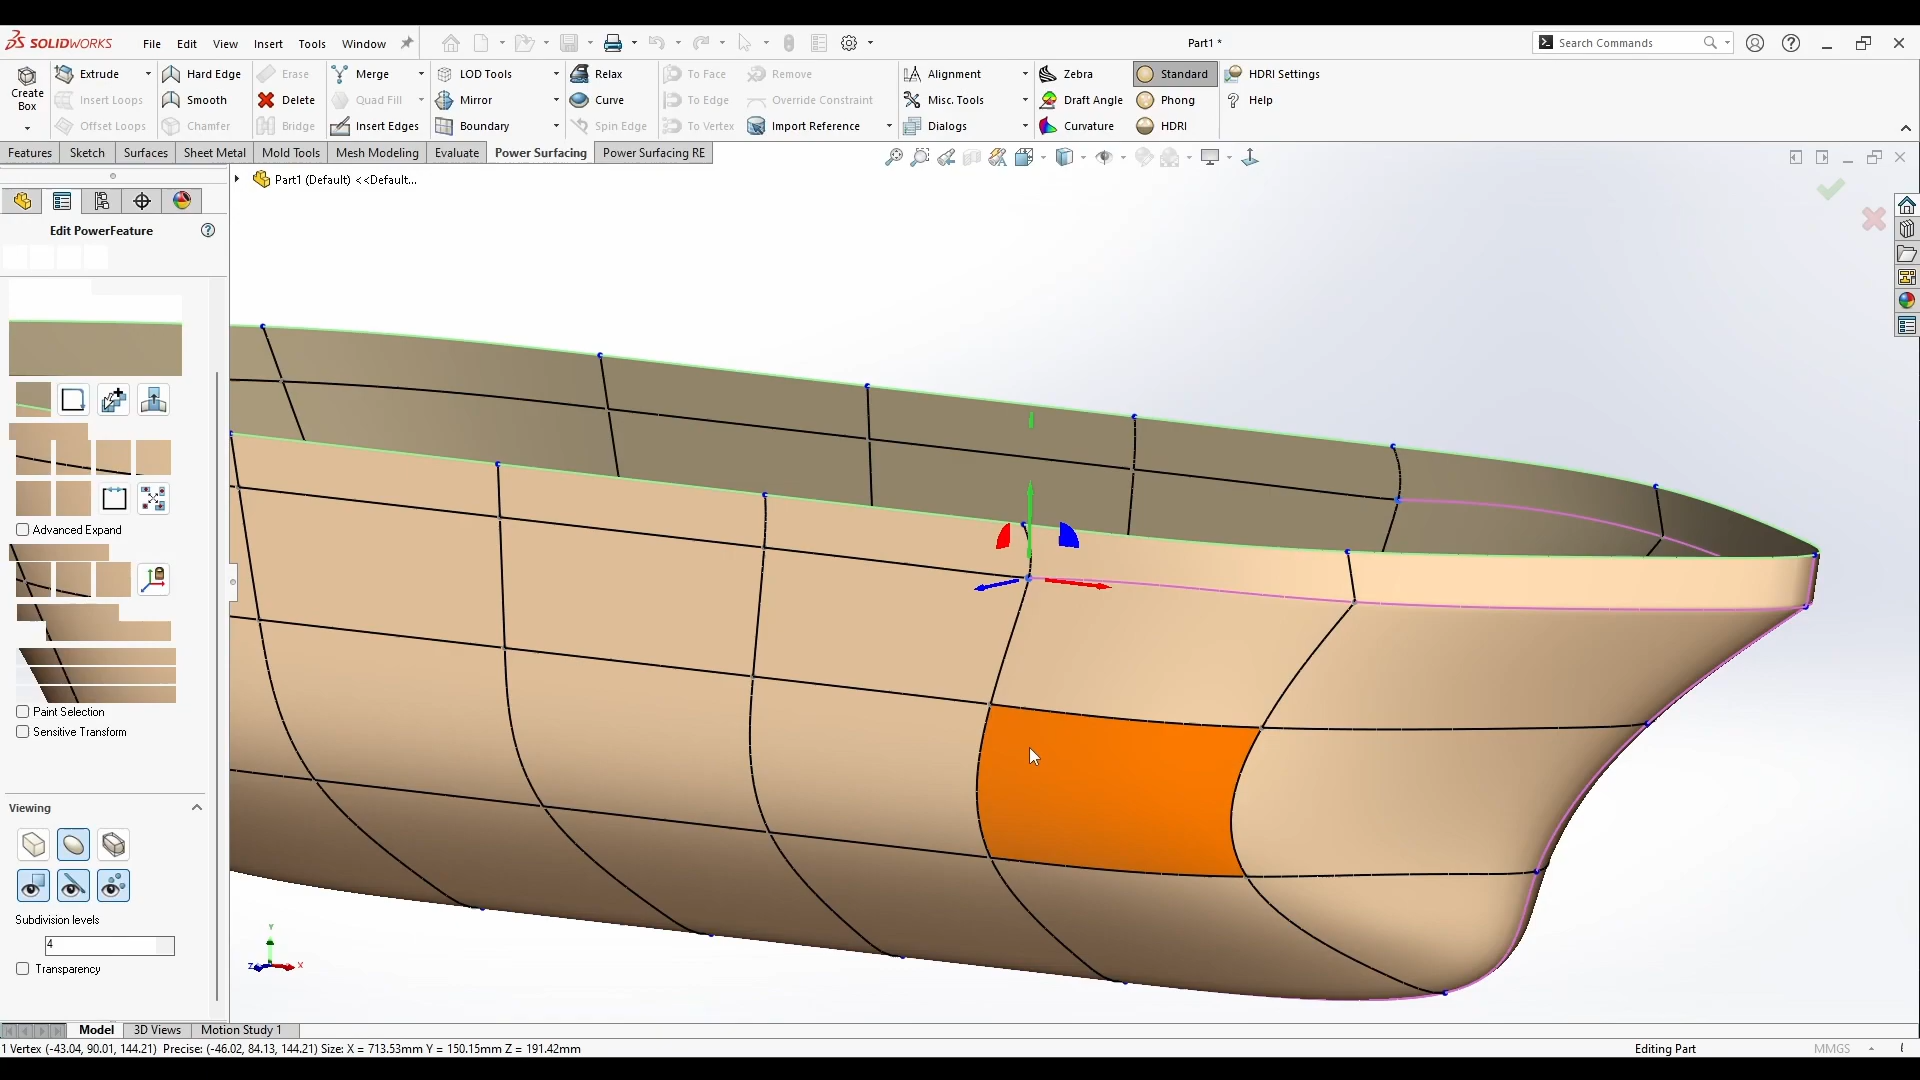 SOLIDWORKS File Edit View Insert Tools Window Part1 * Search Commands
Create Box
Extrude Hard Edge Erase Merge LOD Tools Relax To Face Remove Alignment Zebra Standard HDRI Settings
Insert Loops Smooth Delete Quad Fill Mirror Curve To Edge Override Constraint Misc. Tools Draft Angle Phong Help
Offset Loops Chamfer Bridge Insert Edges Boundary Spin Edge To Vertex Import Reference Dialogs Curvature HDRI
Features Sketch Surfaces Sheet Metal Mold Tools Mesh Modeling Evaluate Power Surfacing Power Surfacing RE
Part1 (Default) <<Default...
Edit PowerFeature
Advanced Expand
Paint Selection
Sensitive Transform
Viewing
Subdivision levels
4
Transparency
Y
Z
X
Model 3D Views Motion Study 1
1 Vertex (-43.04, 90.01, 144.21) Precise: (-46.02, 84.13, 144.21) Size: X = 713.53mm Y = 150.15mm Z = 191.42mm Editing Part MMGS